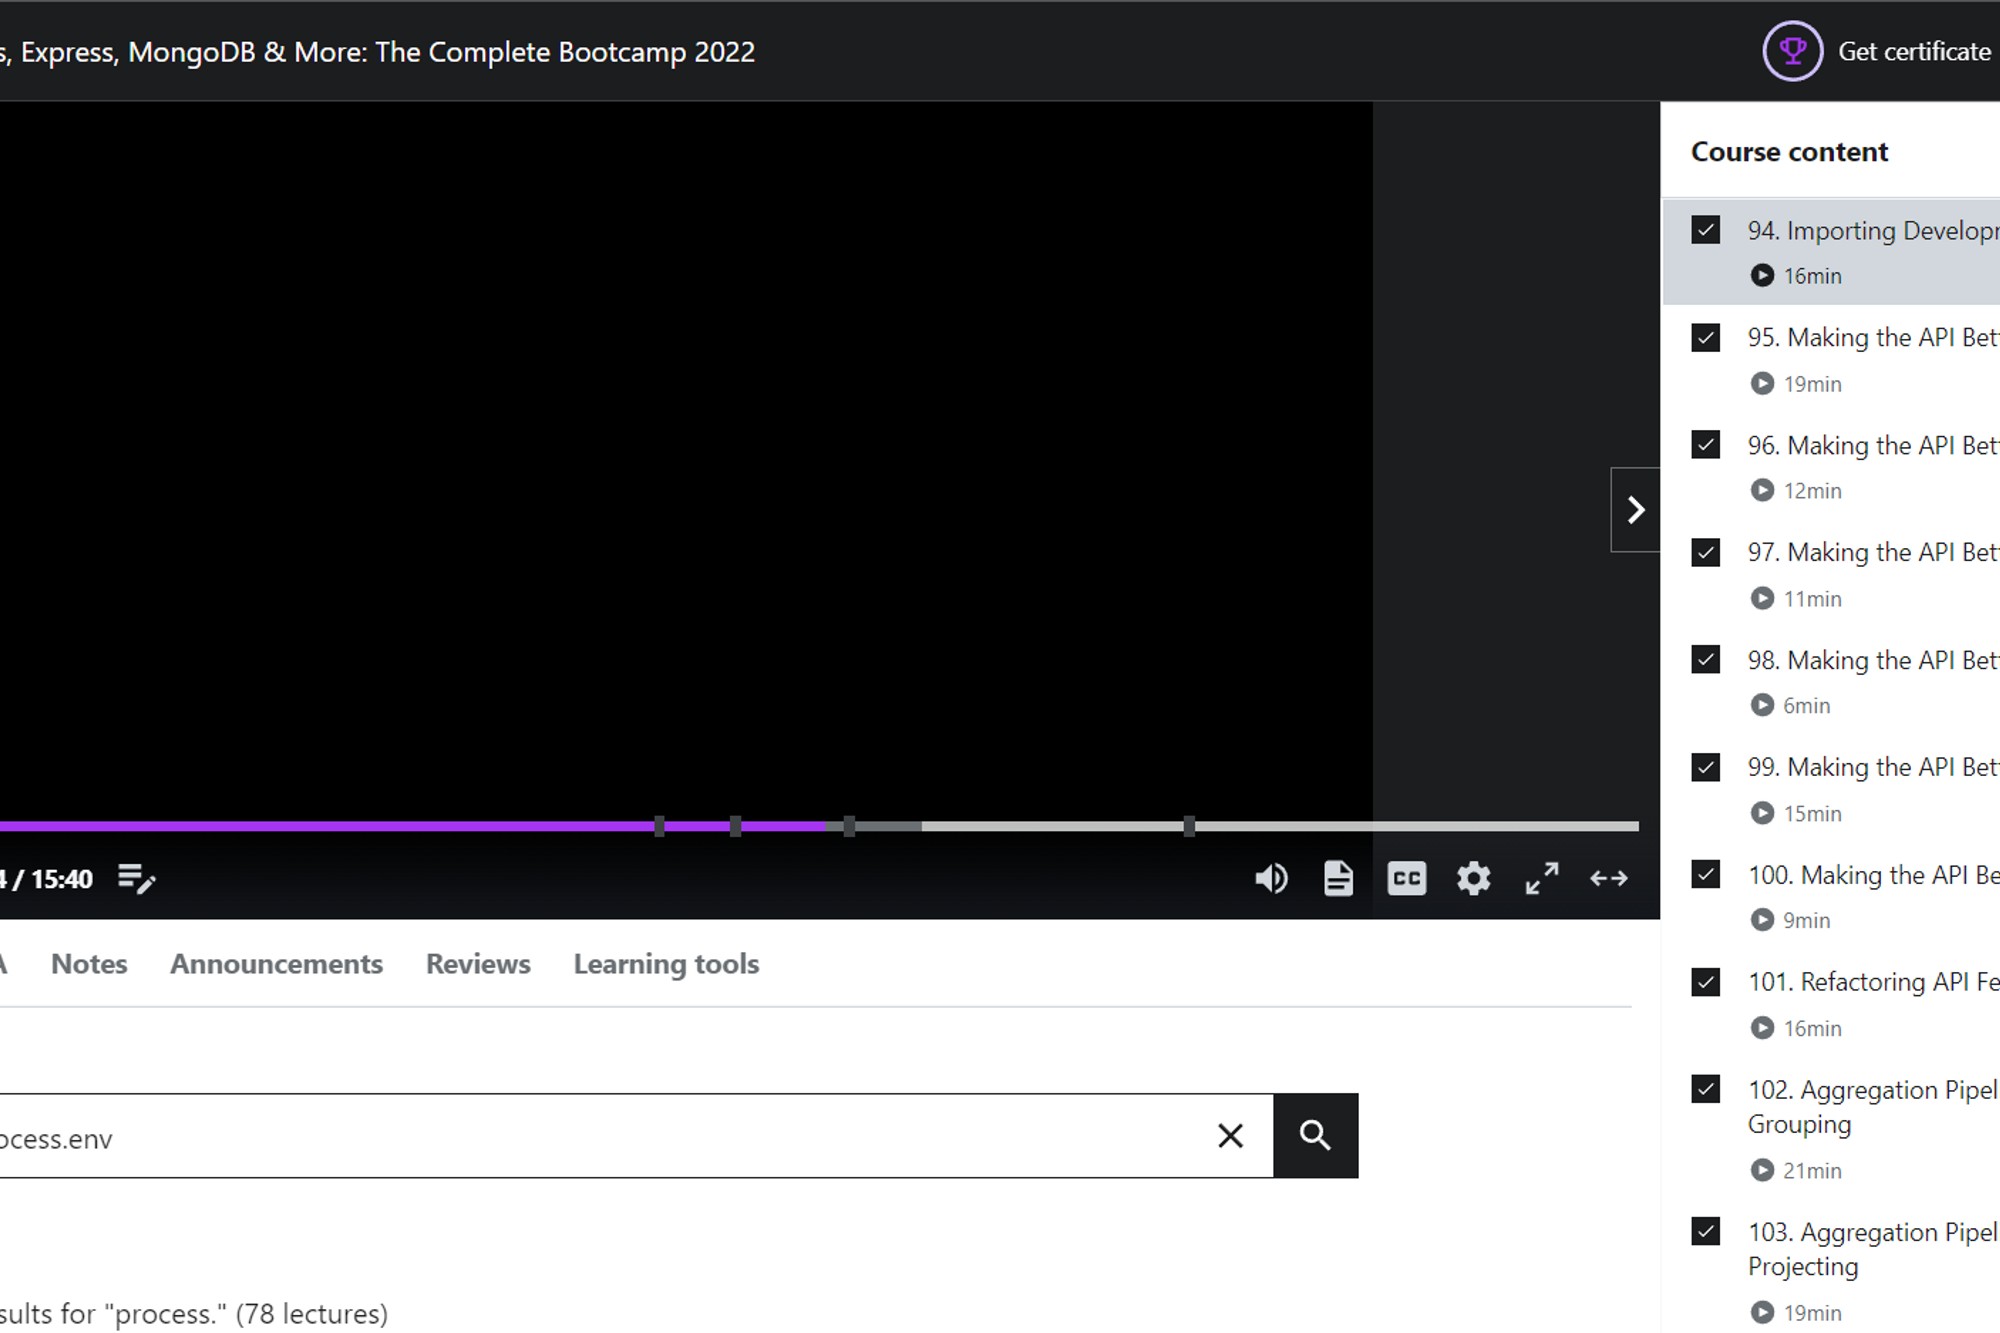 s, Express, MongoDB & More: The Complete Bootcamp 2022
Get certificate
4 / 15:40
CC
A
Notes
Announcements
Reviews
Learning tools
ocess.env
sults for "process." (78 lectures)
Course content
94. Importing Develop
16min
95. Making the API Bet
19min
96. Making the API Bet
12min
97. Making the API Bet
11min
98. Making the API Bet
6min
99. Making the API Bet
15min
100. Making the API Be
9min
101. Refactoring API Fe
16min
102. Aggregation Pipel
Grouping
21min
103. Aggregation Pipel
Projecting
19min